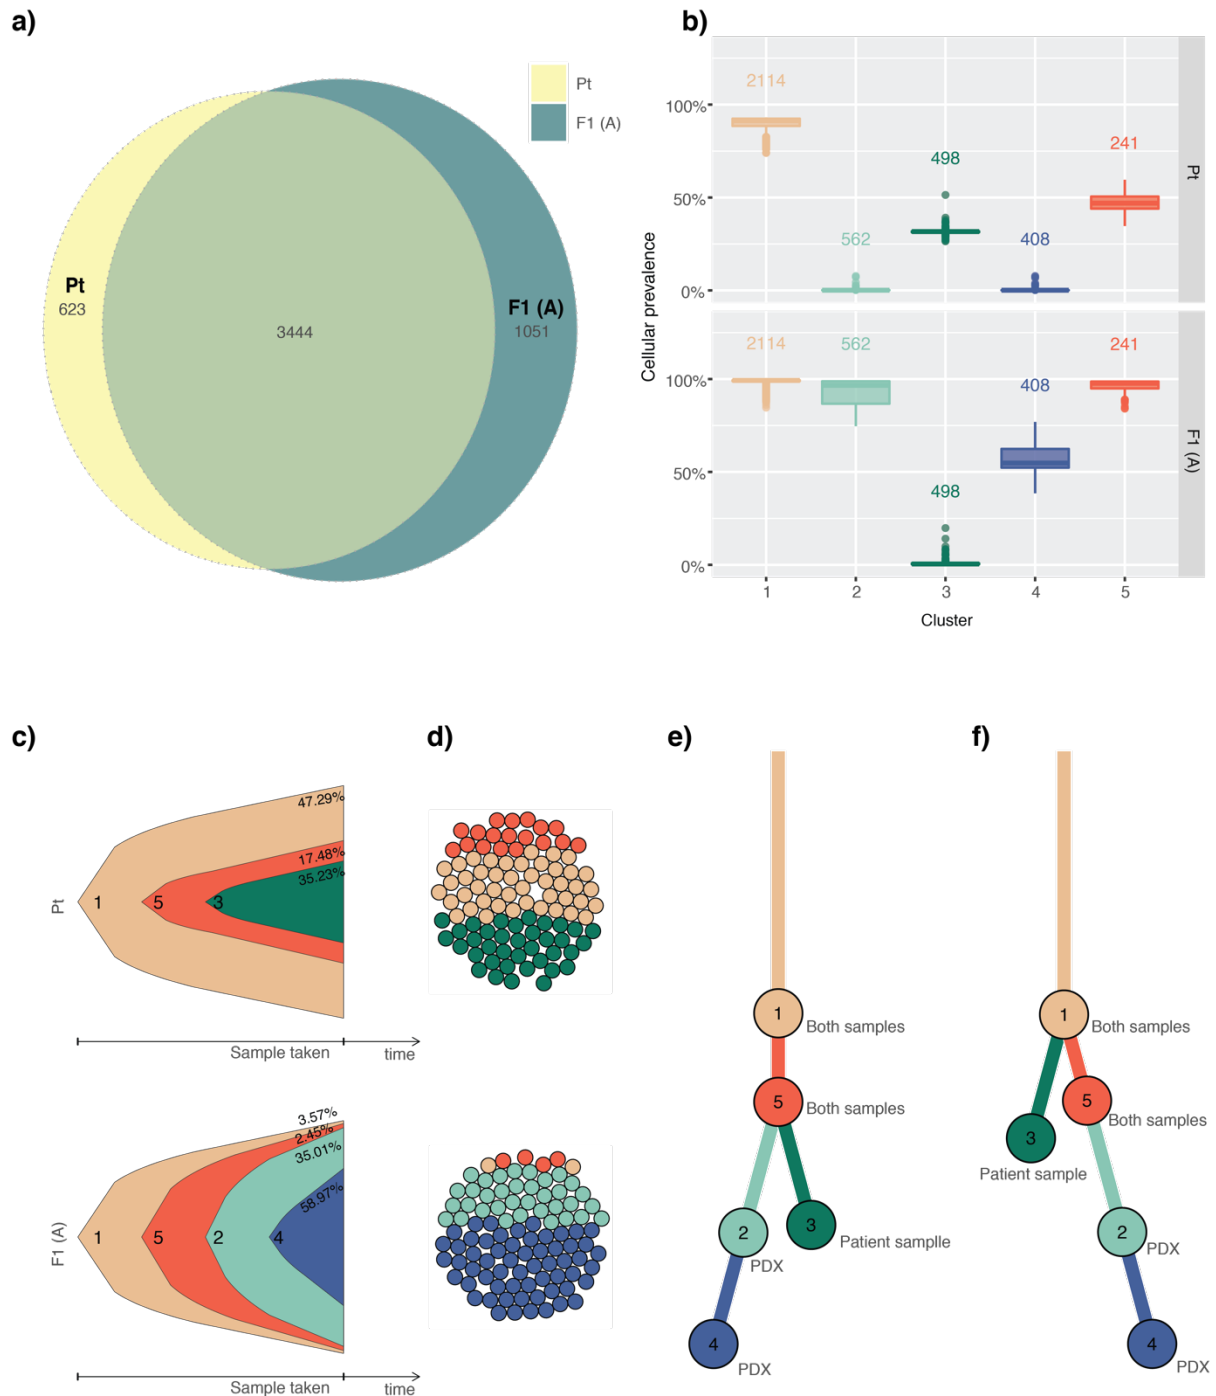 a)
Pt
F1 (A)
Pt
623
3444
F1 (A)
1051
b)
Cellular prevalence
100%
50%
0%
2114
562
498
408
241
Pt
100%
50%
0%
2114
562
498
408
241
F1 (A)
1 2 3 4 5
Cluster
c)
Pt
1 5 3
47.29%
17.48%
35.23%
Sample taken time
F1 (A)
1 5 2 4
3.57%
2.45%
35.01%
58.97%
Sample taken time
d)
e)
1
Both samples
5
Both samples
2
PDX
3
Patient samplle
4
PDX
f)
1
Both samples
5
Both samples
3
Patient sample
2
PDX
4
PDX